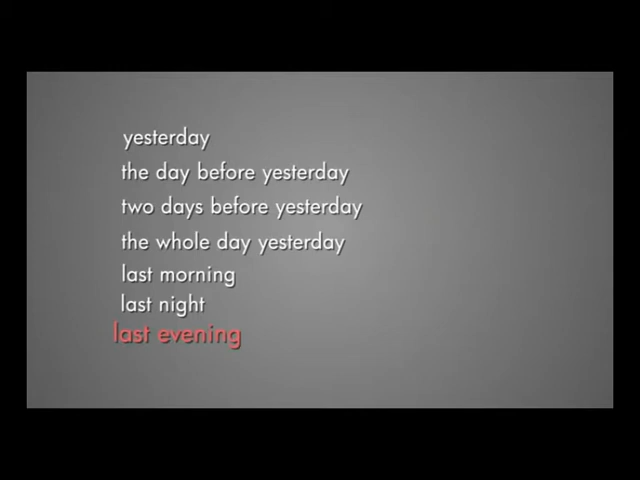 yesterday
the day before yesterday
two days before yesterday
the whole day yesterday
last morning
last night
last evening